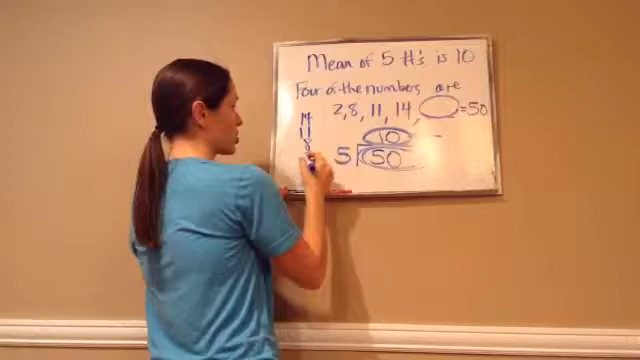 Mean of 5 #'s is 10
Four of the numbers are
2, 8, 11, 14, = 50
14
11
8
10
5 50